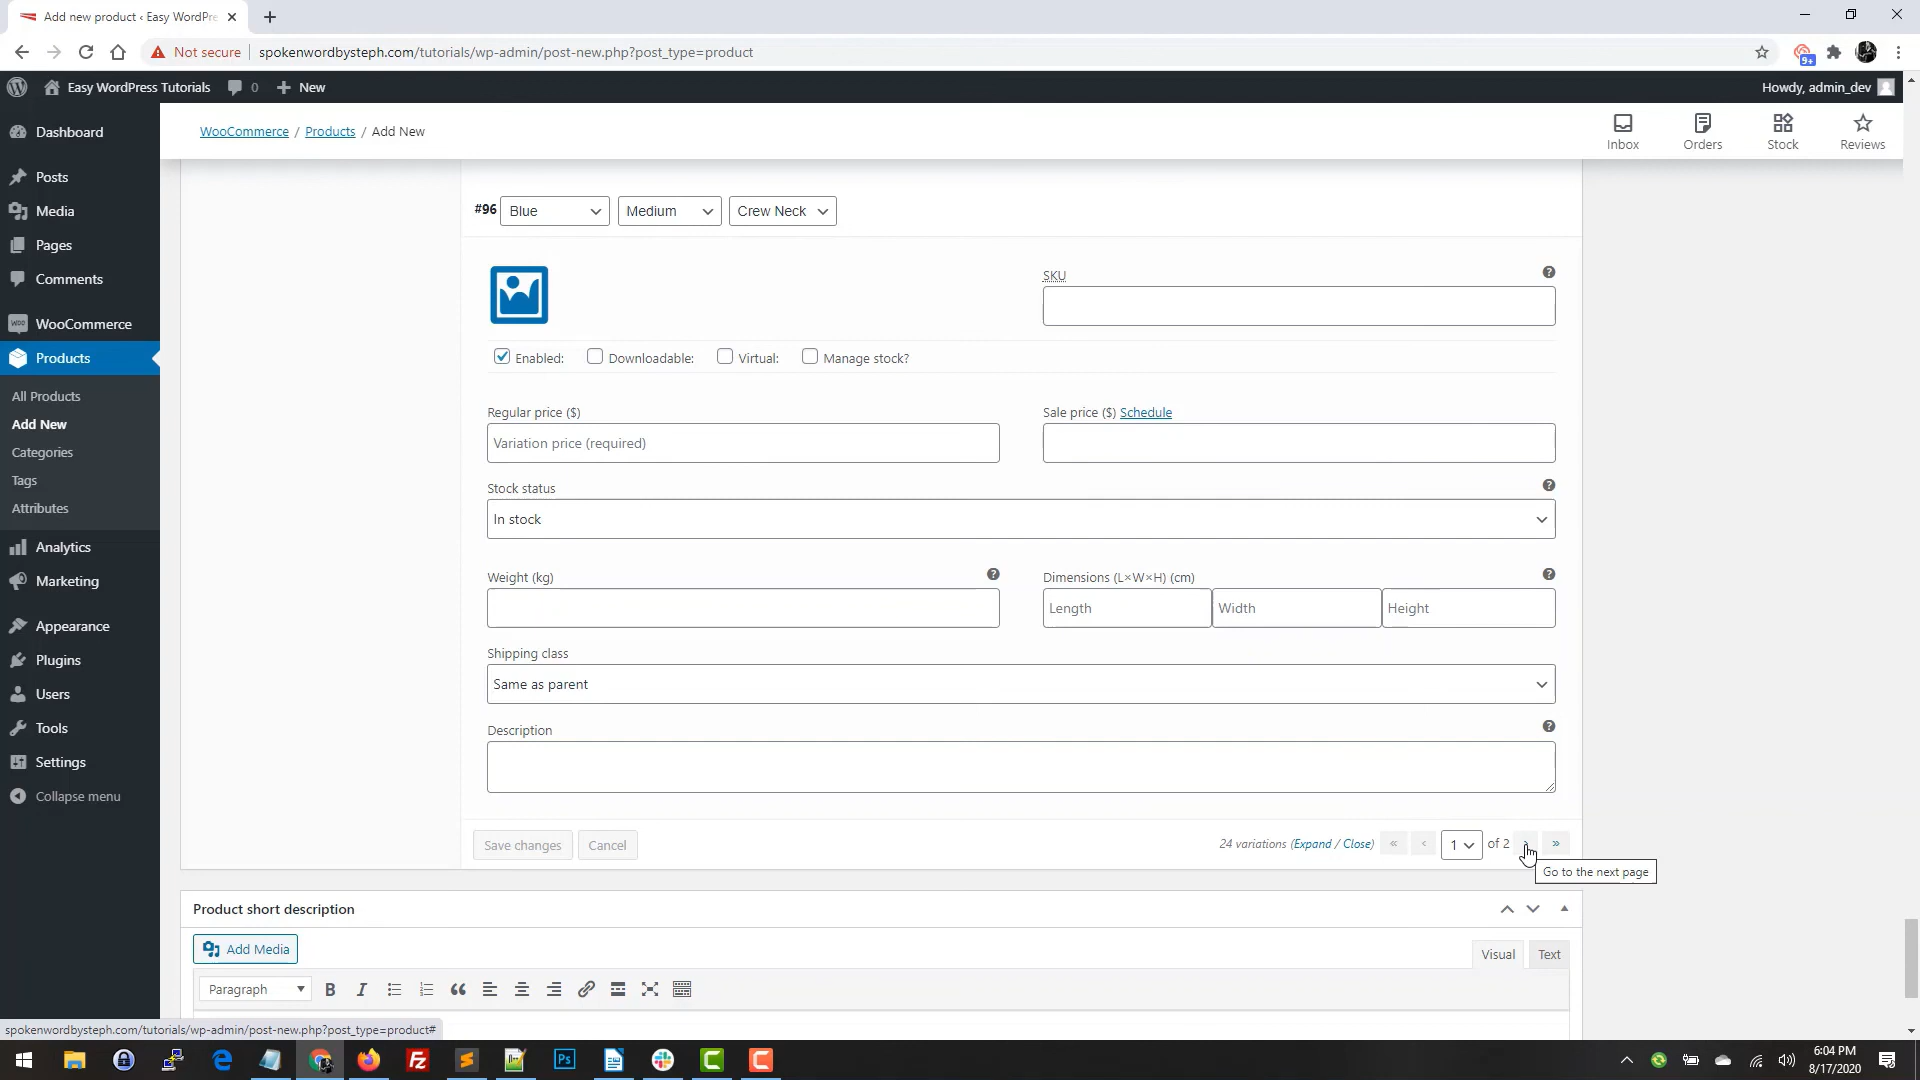 Add new product ‹ Easy WordPre
Not secure
spokenwordbysteph.com/tutorials/wp-admin/post-new.php?post_type=product
9+
Easy WordPress Tutorials
0
New
Howdy, admin_dev
Dashboard
Posts
Media
Pages
Comments
WooCommerce
Products
All Products
Add New
Categories
Tags
Attributes
Analytics
Marketing
Appearance
Plugins
Users
Tools
Settings
Collapse menu
WooCommerce / Products / Add New
Inbox
Orders
Stock
Reviews
#96 Blue Medium Crew Neck
SKU
Enabled: Downloadable: Virtual: Manage stock?
Regular price ($)
Variation price (required)
Sale price ($) Schedule
Stock status
In stock
Weight (kg)
Dimensions (L×W×H) (cm)
Length Width Height
Shipping class
Same as parent
Description
Save changes Cancel
24 variations (Expand / Close) « ‹ 1 of 2 › »
Go to the next page
Product short description
Add Media
Visual Text
Paragraph B I
spokenwordbysteph.com/tutorials/wp-admin/post-new.php?post_type=product#
6:04 PM
8/17/2020